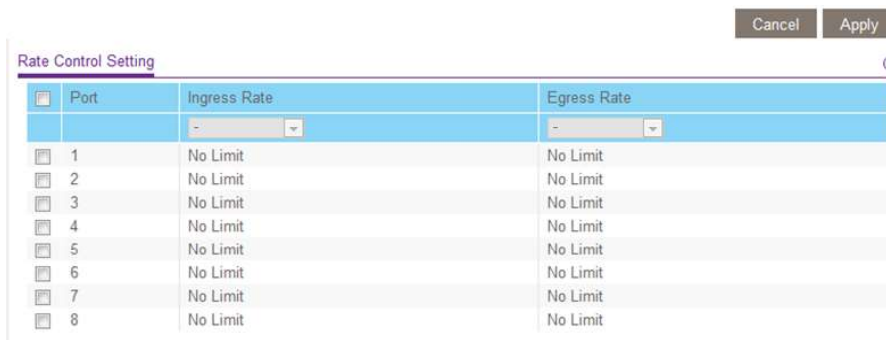 Cancel Apply
Rate Control Setting
Port Ingress Rate Egress Rate
- -
1 No Limit No Limit
2 No Limit No Limit
3 No Limit No Limit
4 No Limit No Limit
5 No Limit No Limit
6 No Limit No Limit
7 No Limit No Limit
8 No Limit No Limit